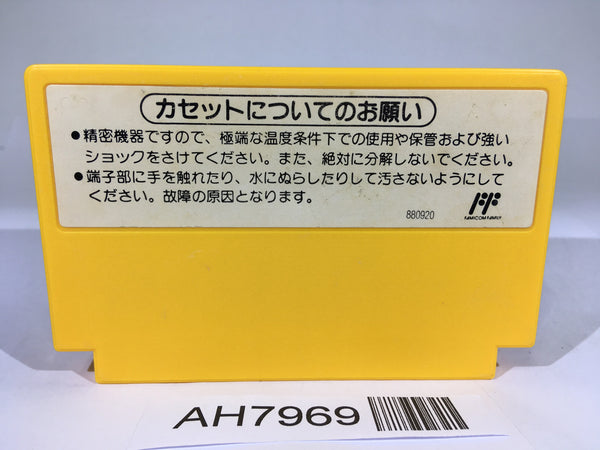 カセットについてのお願い
●精密機器ですので、極端な温度条件下での使用や保管および強い
ショックをさけてください。また、絶対に分解しないでください。
●端子部に手を触れたり、水にぬらしたりして汚さないようにして
ください。故障の原因となります。
880920
FAMICOM FAMILY
AH7969